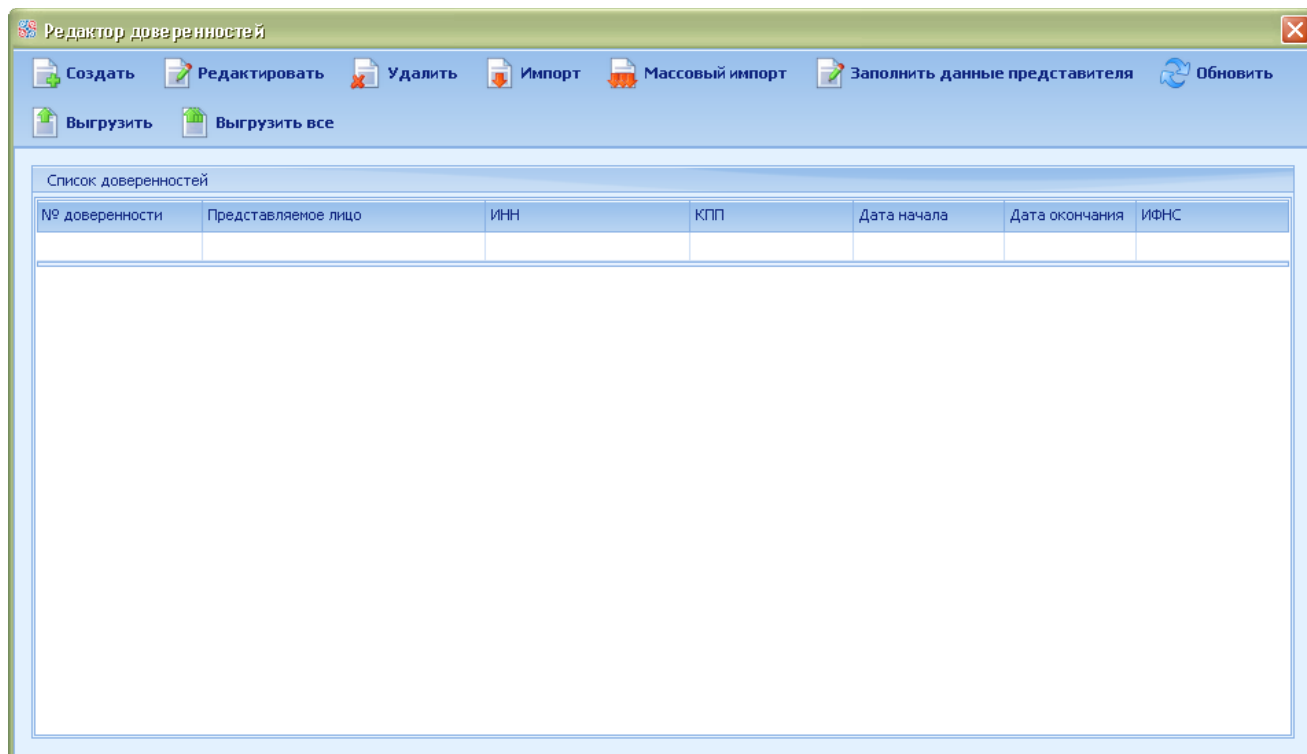 Редактор доверенностей
Создать Редактировать Удалить Импорт Массовый импорт Заполнить данные представителя Обновить
Выгрузить Выгрузить все
Список доверенностей
№ доверенности Представляемое лицо ИНН КПП Дата начала Дата окончания ИФНС